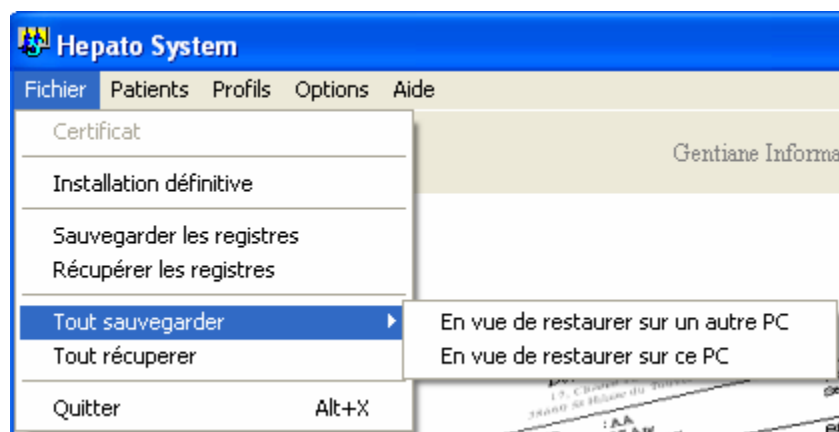 Hepato System
Fichier Patients Profils Options Aide
Certificat
Gentiane Informa
Installation définitive
Sauvegarder les registres
Récupérer les registres
Tout sauvegarder
En vue de restaurer sur un autre PC
Tout récuperer
En vue de restaurer sur ce PC
Quitter Alt+X